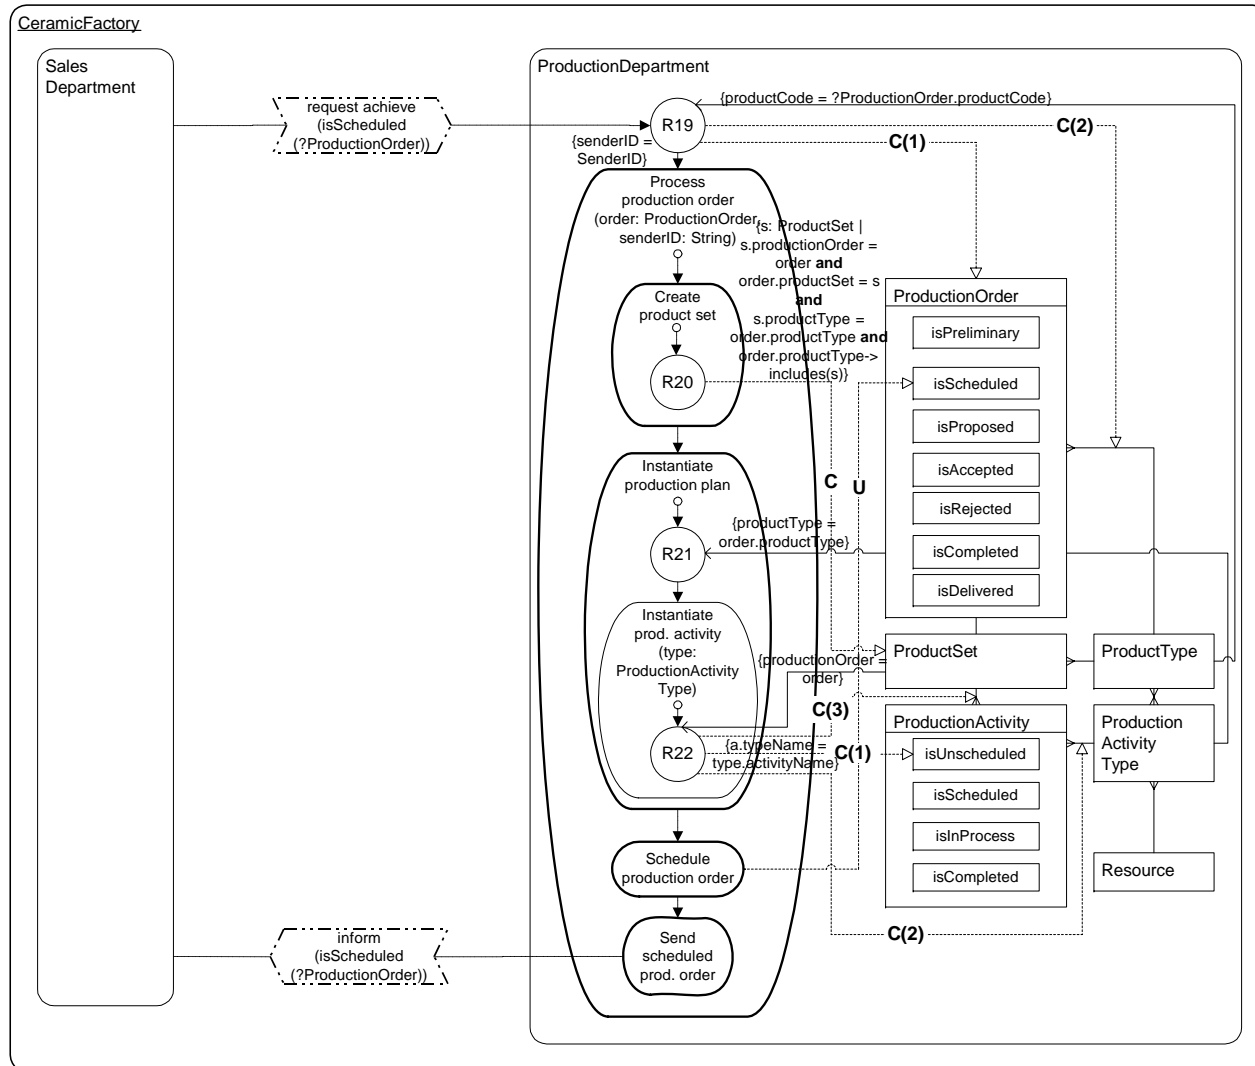 CeramicFactory
Sales
Department
request achieve
(isScheduled
(?ProductionOrder))
inform
(isScheduled
(?ProductionOrder))
ProductionDepartment
{productCode = ?ProductionOrder.productCode}
R19
C(2)
C(1)
{senderID =
SenderID}
Process
production order
(order: ProductionOrder,
senderID: String)
{s: ProductSet |
s.productionOrder =
order and
order.productSet = s
and
s.productType =
order.productType and
order.productType->
includes(s)}
Create
product set
R20
Instantiate
production plan
C
U
{productType =
order.productType}
R21
Instantiate
prod. activity
(type:
ProductionActivity
Type)
{productionOrder =
order}
C(3)
R22
{a.typeName =
type.activityName}
C(1)
C(2)
Schedule
production order
Send
scheduled
prod. order
ProductionOrder
isPreliminary
isScheduled
isProposed
isAccepted
isRejected
isCompleted
isDelivered
ProductSet
ProductType
ProductionActivity
isUnscheduled
isScheduled
isInProcess
isCompleted
Production
Activity
Type
Resource